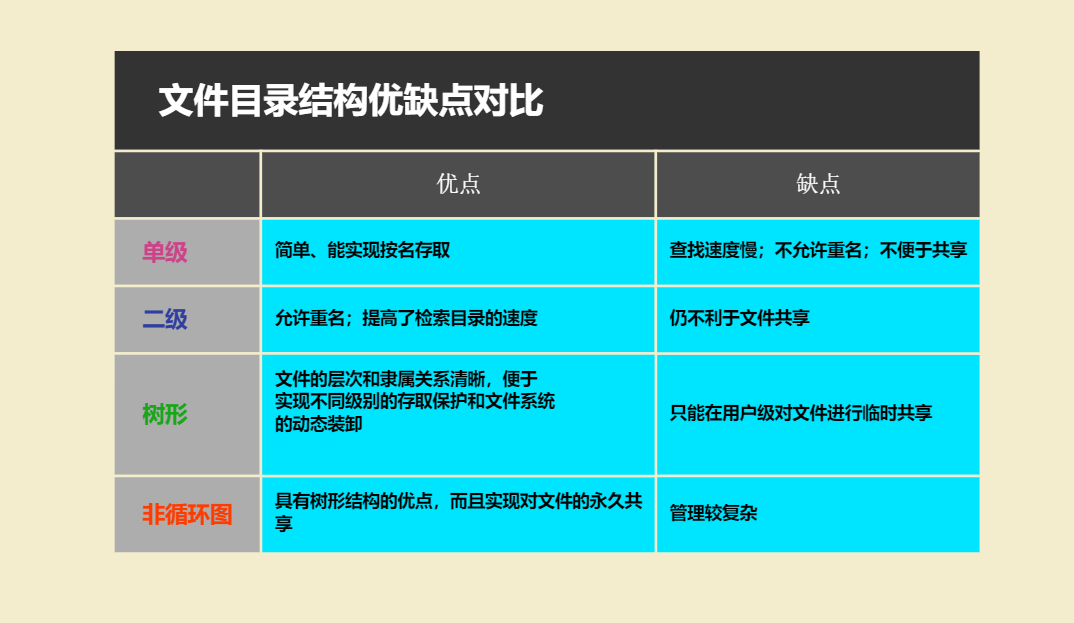 文件目录结构优缺点对比
优点
缺点
单级
简单、能实现按名存取
查找速度慢；不允许重名；不便于共享
二级
允许重名；提高了检索目录的速度
仍不利于文件共享
树形
文件的层次和隶属关系清晰，便于
实现不同级别的存取保护和文件系统
的动态装卸
只能在用户级对文件进行临时共享
非循环图
具有树形结构的优点，而且实现对文件的永久共
享
管理较复杂